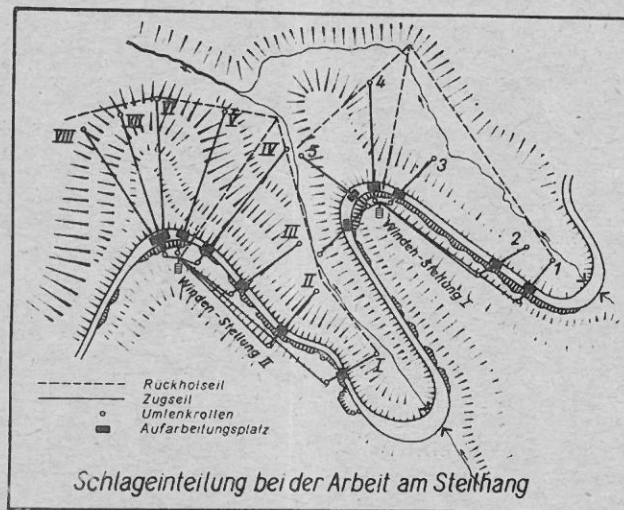 4
VI
VII
V
VIII
IV
5
3
III
2
Winden-Stellung I
1
II
Winden-Stellung II
I
Rückholseil
Zugseil
Umlenkrollen
Aufarbeitungsplatz
Schlageinteilung bei der Arbeit am Steilhang